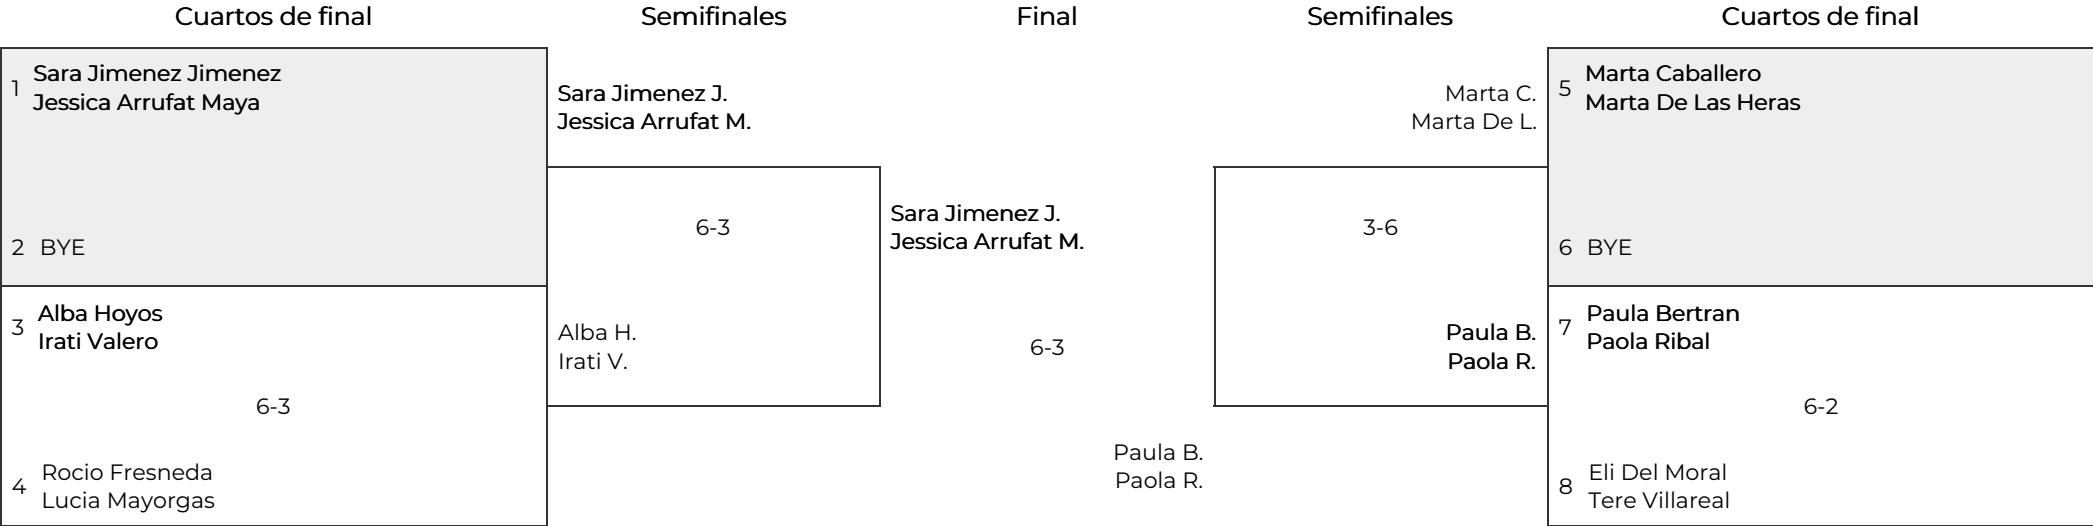 Cuartos de final
Semifinales
Final
Semifinales
Cuartos de final
1
Sara Jimenez Jimenez
Jessica Arrufat Maya
2 BYE
3
Alba Hoyos
Irati Valero
6-3
4
Rocio Fresneda
Lucia Mayorgas
Sara Jimenez J.
Jessica Arrufat M.
6-3
Alba H.
Irati V.
Sara Jimenez J.
Jessica Arrufat M.
6-3
Paula B.
Paola R.
Marta C.
Marta De L.
3-6
Paula B.
Paola R.
5
Marta Caballero
Marta De Las Heras
6 BYE
7
Paula Bertran
Paola Ribal
6-2
8
Eli Del Moral
Tere Villareal